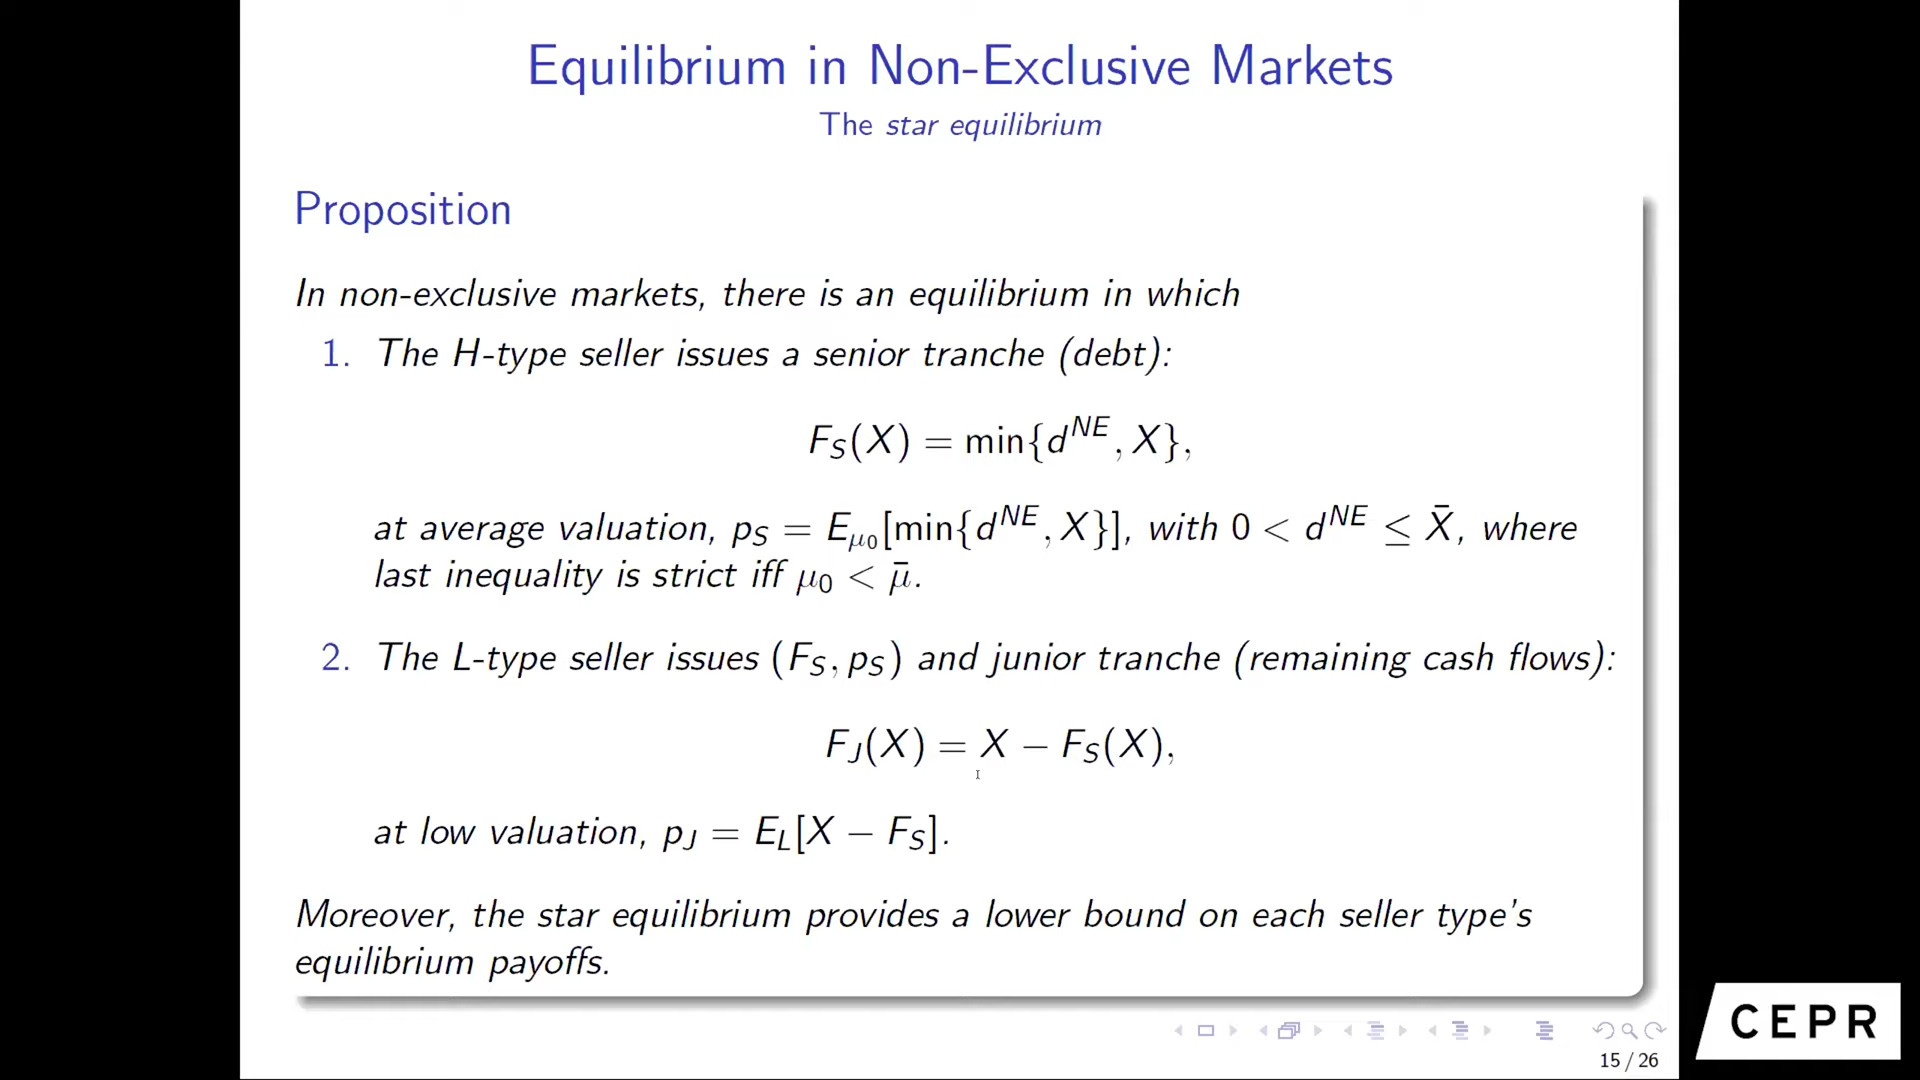 Equilibrium in Non-Exclusive Markets
The star equilibrium
Proposition
In non-exclusive markets, there is an equilibrium in which
1. The H-type seller issues a senior tranche (debt):
F_S(X) = min{d^{NE}, X},
at average valuation, p_S = E_{μ_0}[min{d^{NE}, X}], with 0 < d^{NE} ≤ X̄, where
last inequality is strict iff μ_0 < μ̄.
2. The L-type seller issues (F_S, p_S) and junior tranche (remaining cash flows):
F_J(X) = X − F_S(X),
at low valuation, p_J = E_L[X − F_S].
Moreover, the star equilibrium provides a lower bound on each seller type's
equilibrium payoffs.
15 / 26
CEPR